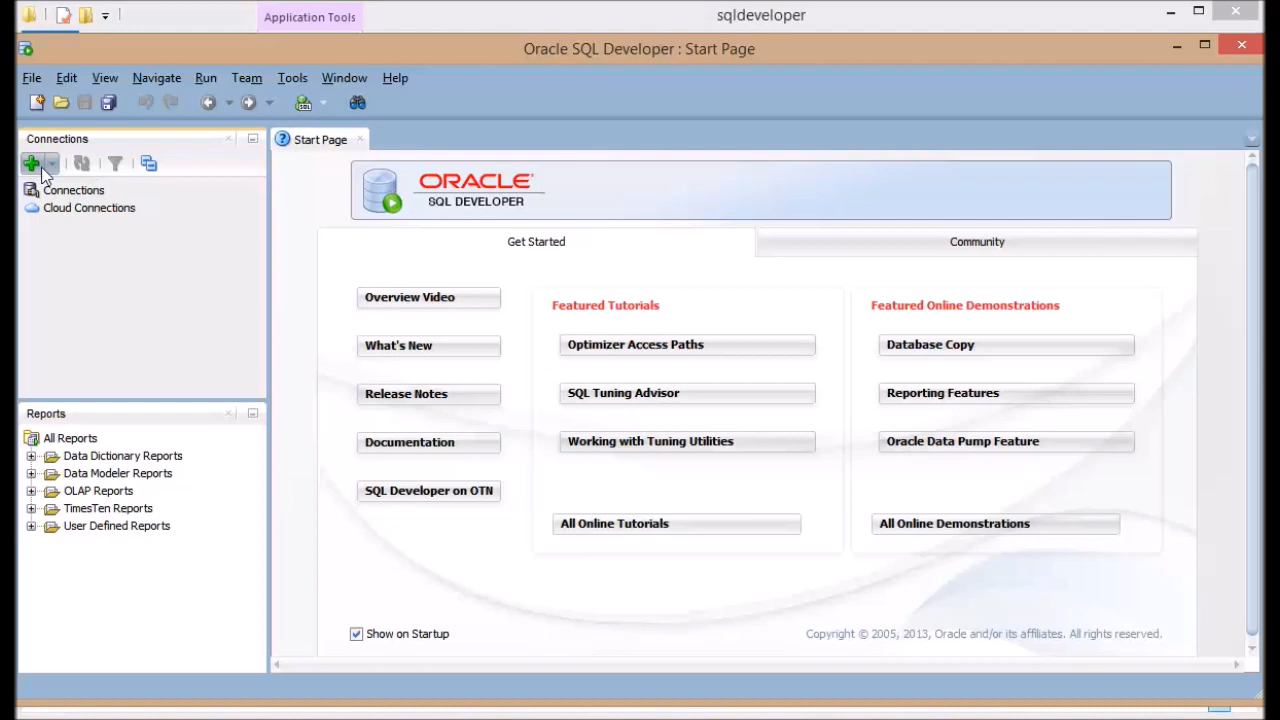 Application Tools
sqldeveloper
Oracle SQL Developer : Start Page
File Edit View Navigate Run Team Tools Window Help
SQL
Connections
Connections
Cloud Connections
Reports
All Reports
Data Dictionary Reports
Data Modeler Reports
OLAP Reports
TimesTen Reports
User Defined Reports
Start Page
ORACLE
SQL DEVELOPER
Get Started
Community
Overview Video
What's New
Release Notes
Documentation
SQL Developer on OTN
Featured Tutorials
Optimizer Access Paths
SQL Tuning Advisor
Working with Tuning Utilities
All Online Tutorials
Featured Online Demonstrations
Database Copy
Reporting Features
Oracle Data Pump Feature
All Online Demonstrations
Show on Startup
Copyright © 2005, 2013, Oracle and/or its affiliates. All rights reserved.